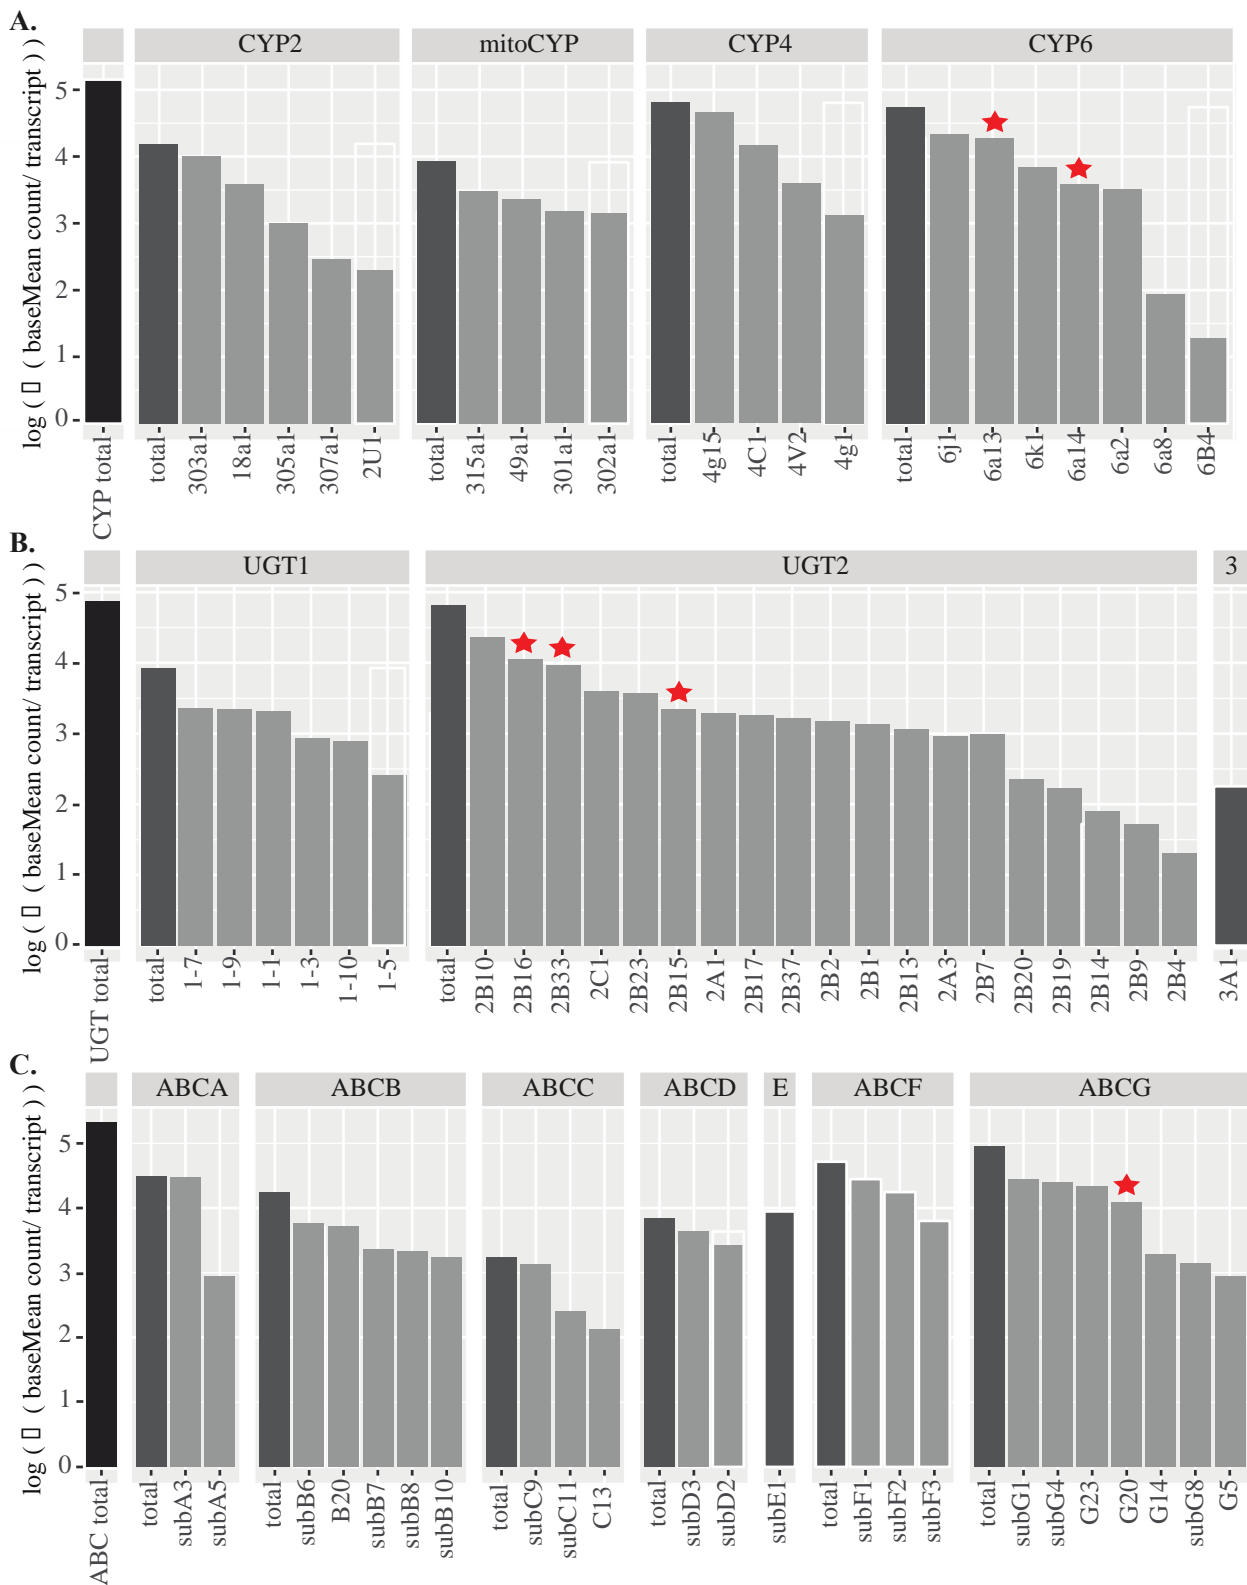 A.
CYP2 mitoCYP CYP4 CYP6
log ( ▯ ( baseMean count/ transcript ) )
5
4
3
2
1
0
CYP total
total 303a1 18a1 305a1 307a1 2U1
total 315a1 49a1 301a1 302a1
total 4g15 4C1 4V2 4g1
total 6j1 6a13 6k1 6a14 6a2 6a8 6B4
B.
UGT1 UGT2 3
log ( ▯ ( baseMean count/ transcript ) )
5
4
3
2
1
0
UGT total
total 1-7 1-9 1-1 1-3 1-10 1-5
total 2B10 2B16 2B33 2C1 2B23 2B15 2A1 2B17 2B37 2B2 2B1 2B13 2A3 2B7 2B20 2B19 2B14 2B9 2B4
3A1
C.
ABCA ABCB ABCC ABCD E ABCF ABCG
log ( ▯ ( baseMean count/ transcript ) )
5
4
3
2
1
0
ABC total
total subA3 subA5
total subB6 B20 subB7 subB8 subB10
total subC9 subC11 C13
total subD3 subD2
subE1
total subF1 subF2 subF3
total subG1 subG4 G23 G20 G14 subG8 G5